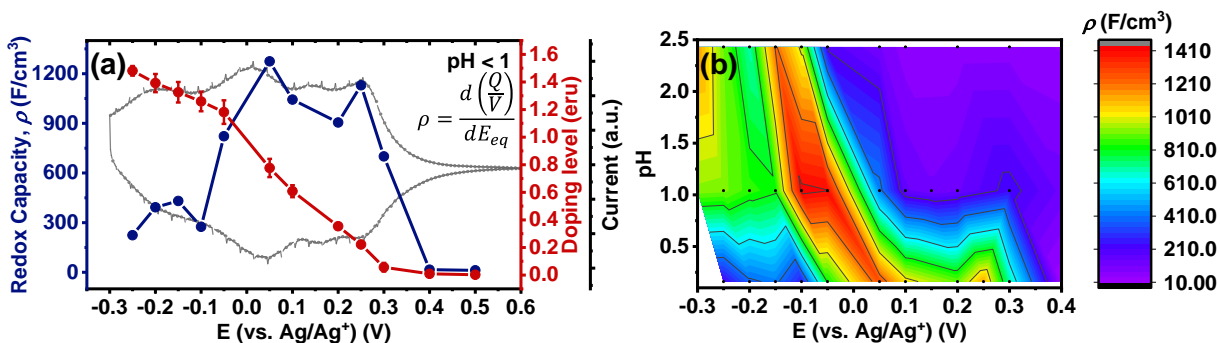 (a)
pH < 1
ρ = d(Q/V) / dE_eq
Redox Capacity, ρ (F/cm³)
1200
900
600
300
0
1.6
1.4
1.2
1.0
0.8
0.6
0.4
0.2
0.0
Doping level (eru)
Current (a.u.)
-0.3 -0.2 -0.1 0.0 0.1 0.2 0.3 0.4 0.5 0.6
E (vs. Ag/Ag⁺) (V)
(b)
pH
2.5
2.0
1.5
1.0
0.5
-0.3 -0.2 -0.1 0.0 0.1 0.2 0.3 0.4
E (vs. Ag/Ag⁺) (V)
ρ (F/cm³)
1410
1210
1010
810.0
610.0
410.0
210.0
10.00